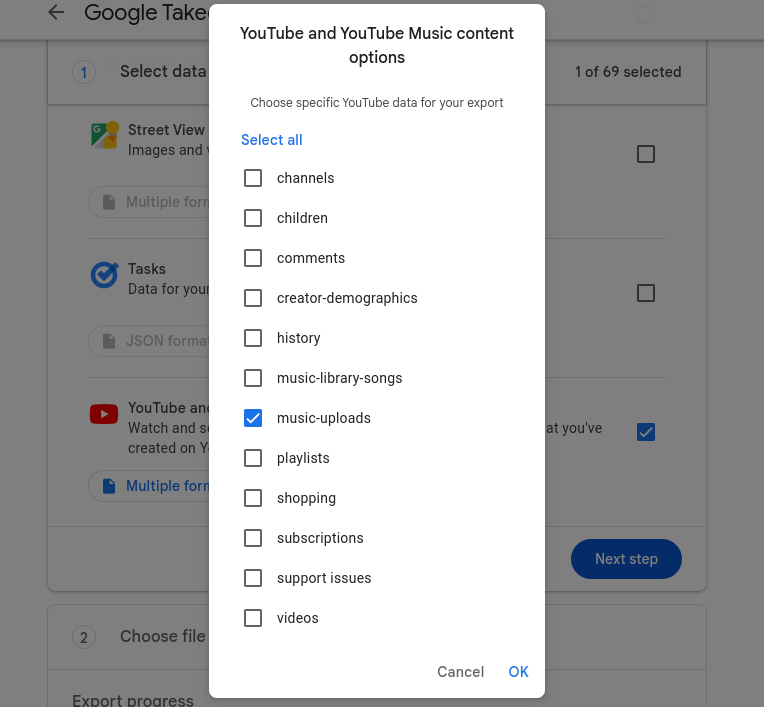 Google Take
YouTube and YouTube Music content
options
Choose specific YouTube data for your export
Select all
channels
children
comments
creator-demographics
history
music-library-songs
music-uploads
playlists
shopping
subscriptions
support issues
videos
Cancel
OK
1
Select data
1 of 69 selected
Street View
Images and v
Multiple form
Tasks
Data for your
JSON forma
YouTube and
Watch and se
at you've
created on Yo
Multiple form
Next step
2
Choose file
Export progress